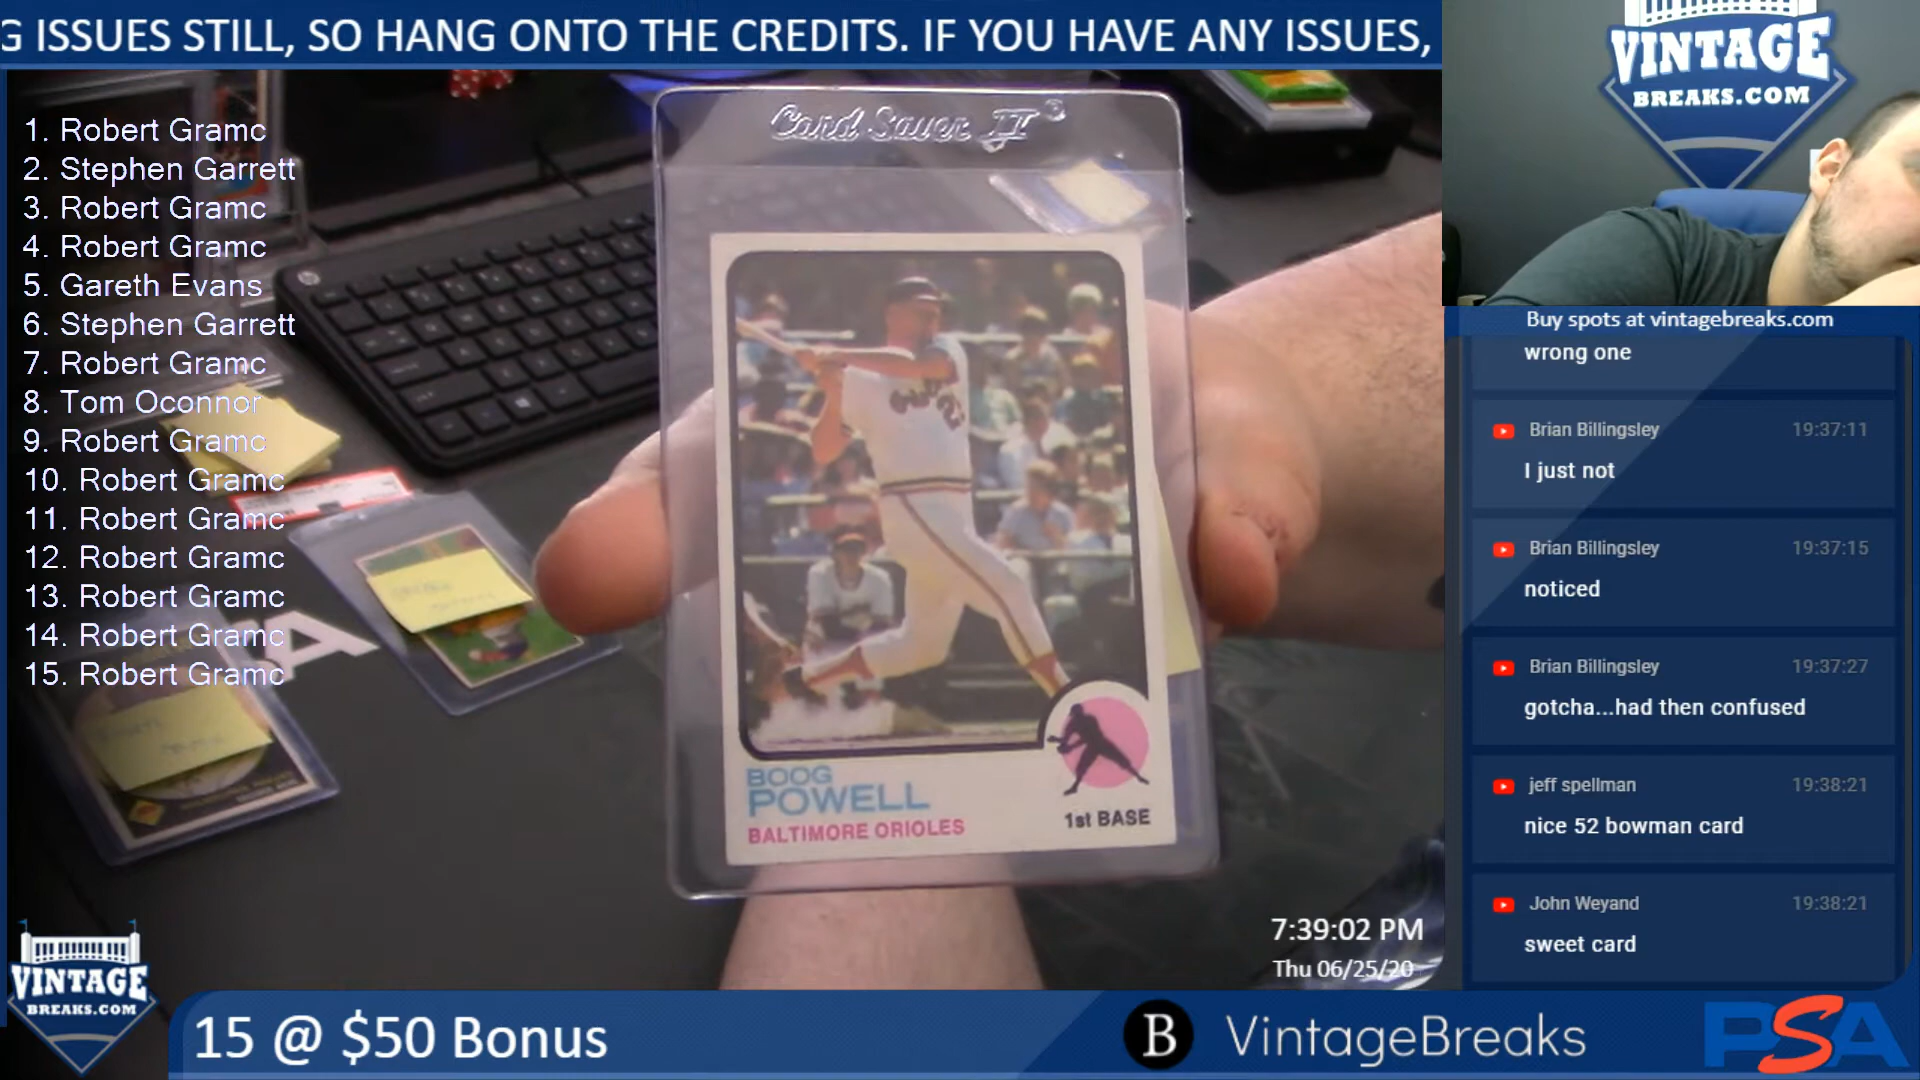 G ISSUES STILL, SO HANG ONTO THE CREDITS. IF YOU HAVE ANY ISSUES,
VINTAGE
BREAKS.COM
1. Robert Gramc
2. Stephen Garrett
3. Robert Gramc
4. Robert Gramc
5. Gareth Evans
6. Stephen Garrett
7. Robert Gramc
8. Tom Oconnor
9. Robert Gramc
10. Robert Gramc
11. Robert Gramc
12. Robert Gramc
13. Robert Gramc
14. Robert Gramc
15. Robert Gramc
Card Saver II®
BOOG
POWELL
BALTIMORE ORIOLES
1st BASE
Buy spots at vintagebreaks.com
wrong one
Brian Billingsley 19:37:11
I just not
Brian Billingsley 19:37:15
noticed
Brian Billingsley 19:37:27
gotcha...had then confused
jeff spellman 19:38:21
nice 52 bowman card
John Weyand 19:38:21
sweet card
7:39:02 PM
Thu 06/25/20
VINTAGE
BREAKS.COM
15 @ $50 Bonus
B VintageBreaks
PSA